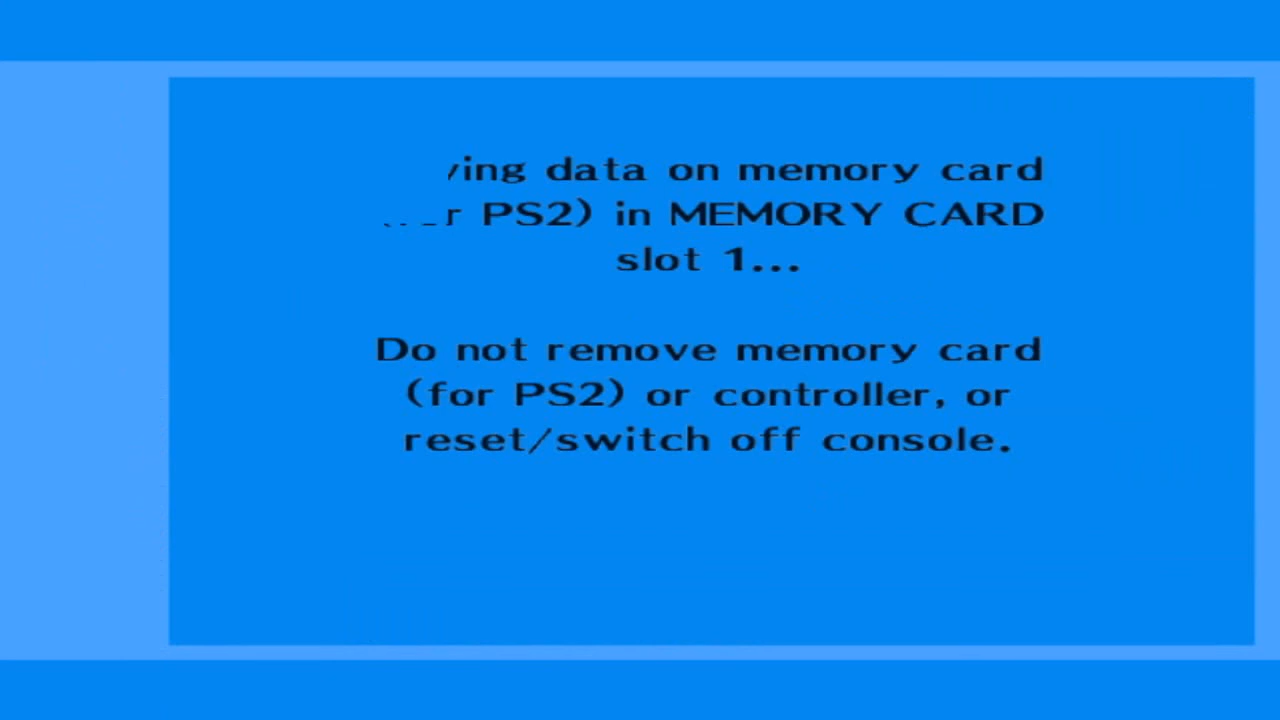 data on memory card
PS2) in MEMORY CARD
slot 1...
Do not remove memory card
(for PS2) or controller, or
reset/switch off console.